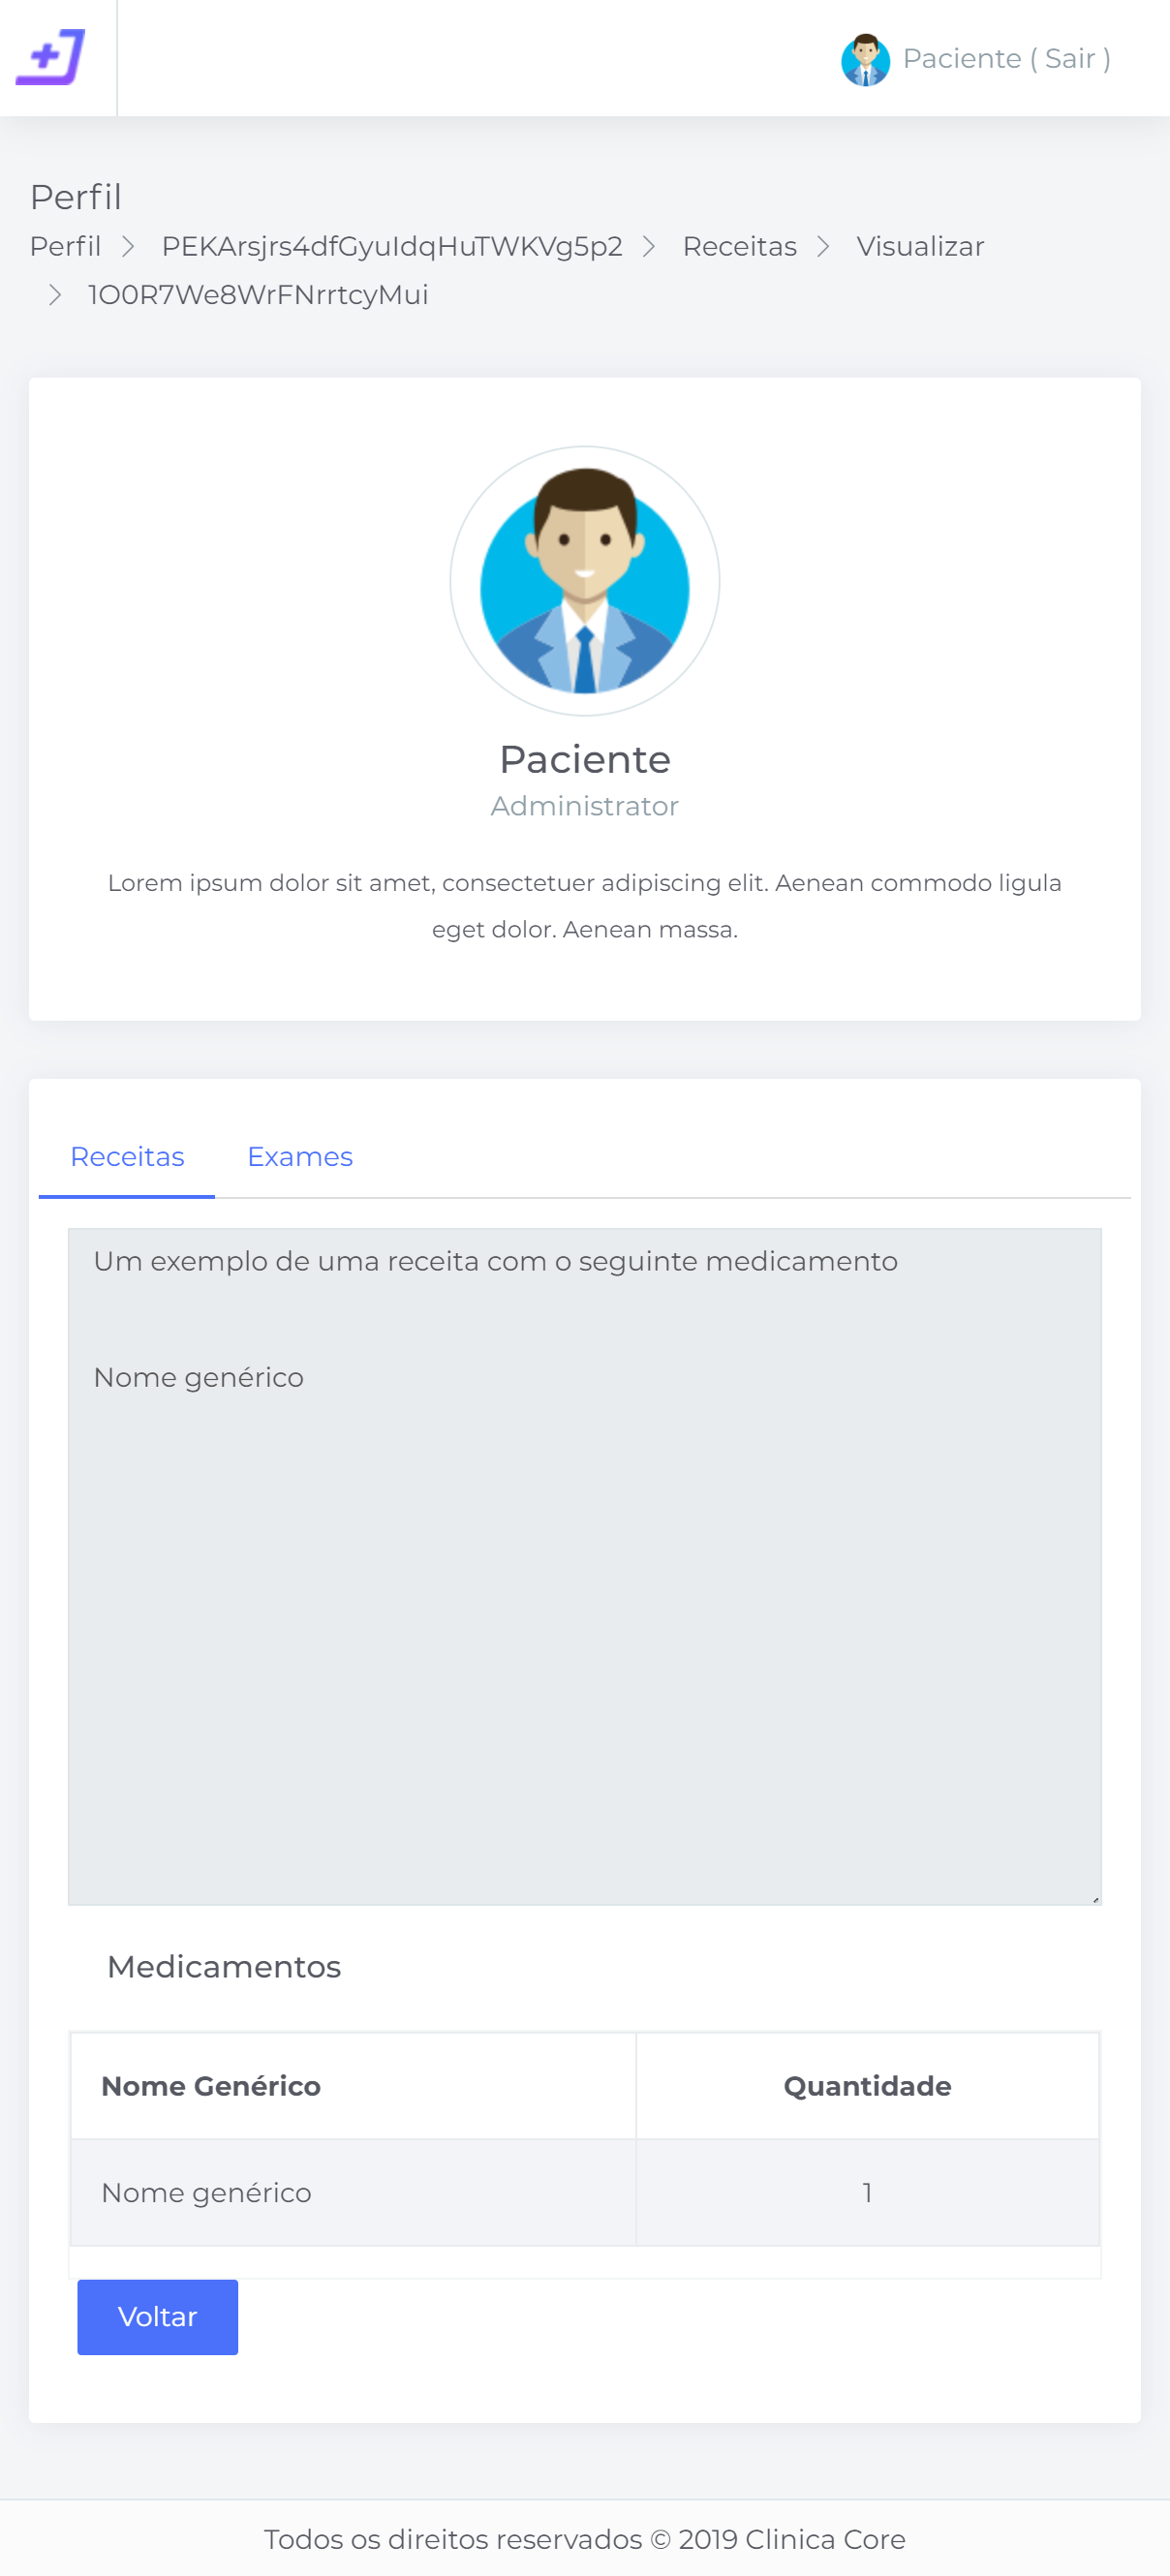 Paciente ( Sair )
Perfil
Perfil > PEKArsjrs4dfGyuIdqHuTWKVg5p2 > Receitas > Visualizar
> 1O0R7We8WrFNrrtcyMui
Paciente
Administrator
Lorem ipsum dolor sit amet, consectetuer adipiscing elit. Aenean commodo ligula
eget dolor. Aenean massa.
Receitas Exames
Um exemplo de uma receita com o seguinte medicamento
Nome genérico
Medicamentos
Nome Genérico Quantidade
Nome genérico 1
Voltar
Todos os direitos reservados © 2019 Clinica Core